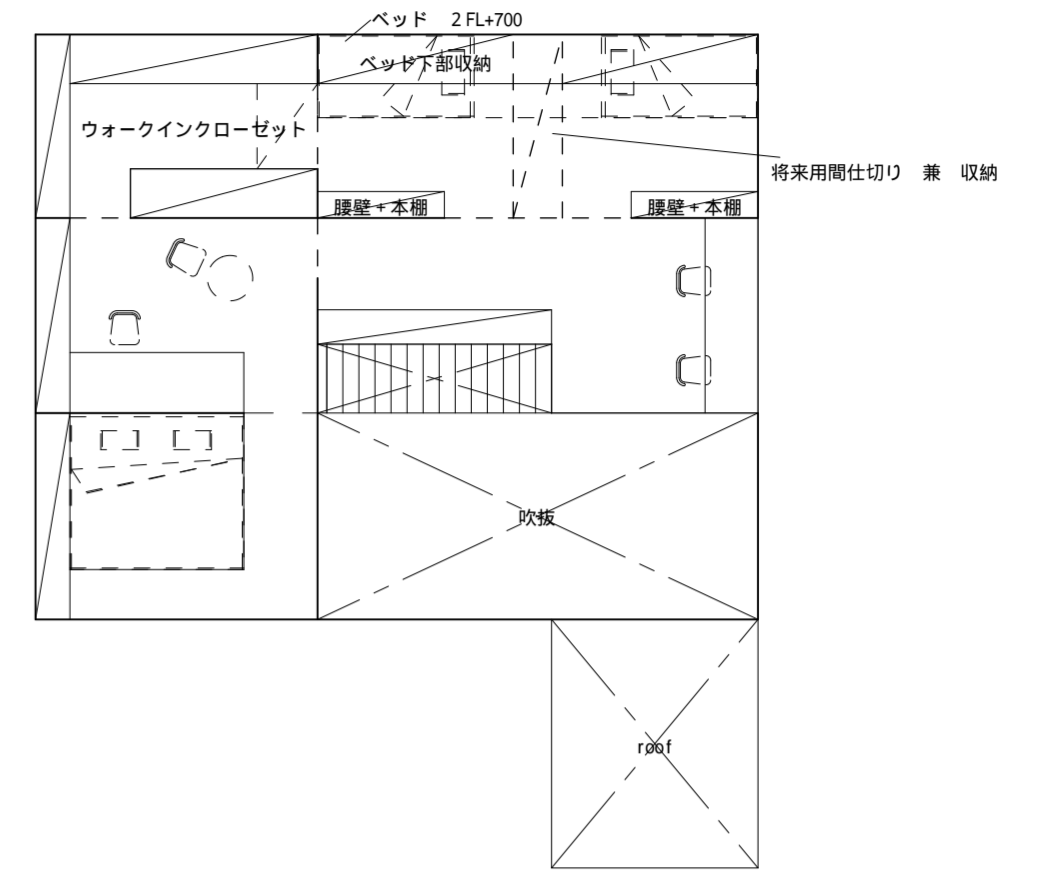 ベッド　2 FL+700
ベッド下部収納
ウォークインクローゼット
将来用間仕切り　兼　収納
腰壁＋本棚
腰壁＋本棚
吹抜
roof